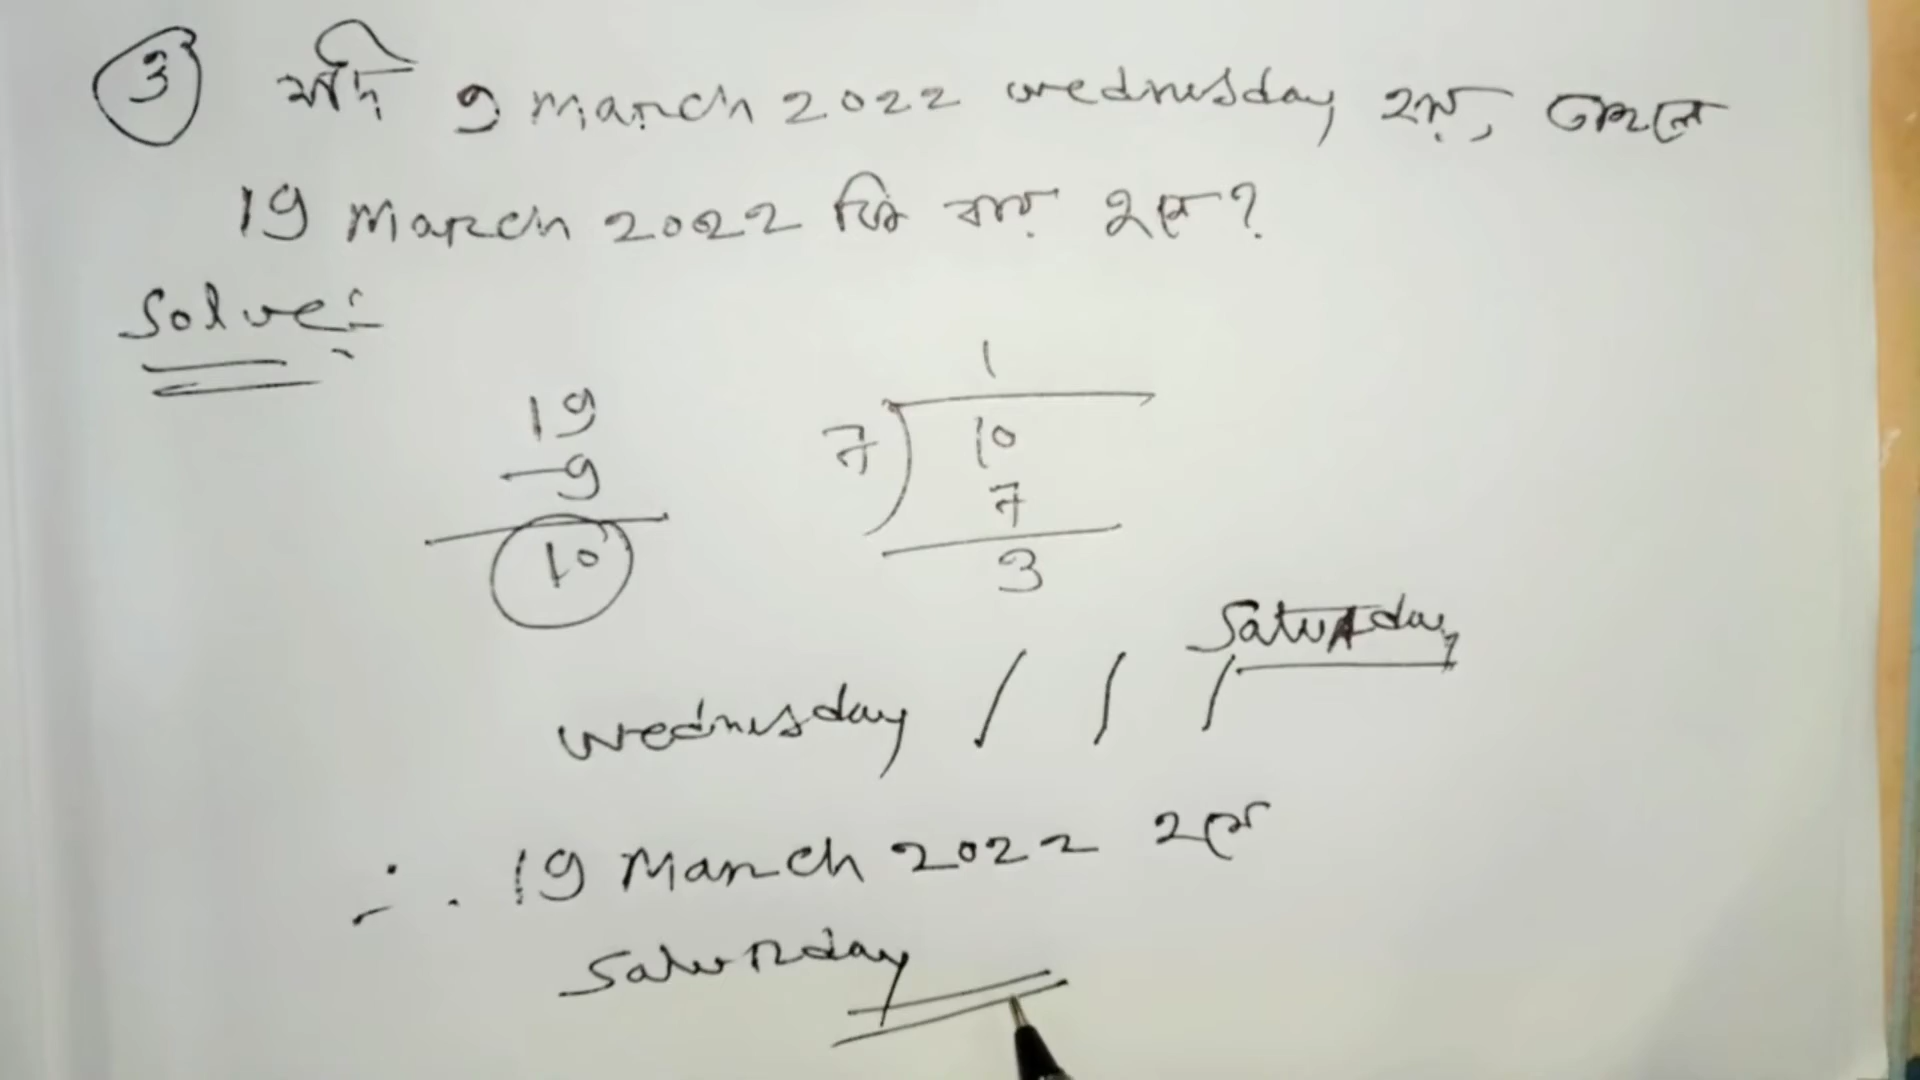 3 যদি 9 March 2022 wednesday হয়, তাহলে
19 March 2022 কি বার হবে?
Solve:-
19
-9
10
1
7) 10
7
3
Saturday
wednesday / / /
∴ 19 March 2022 হবে
Saturday